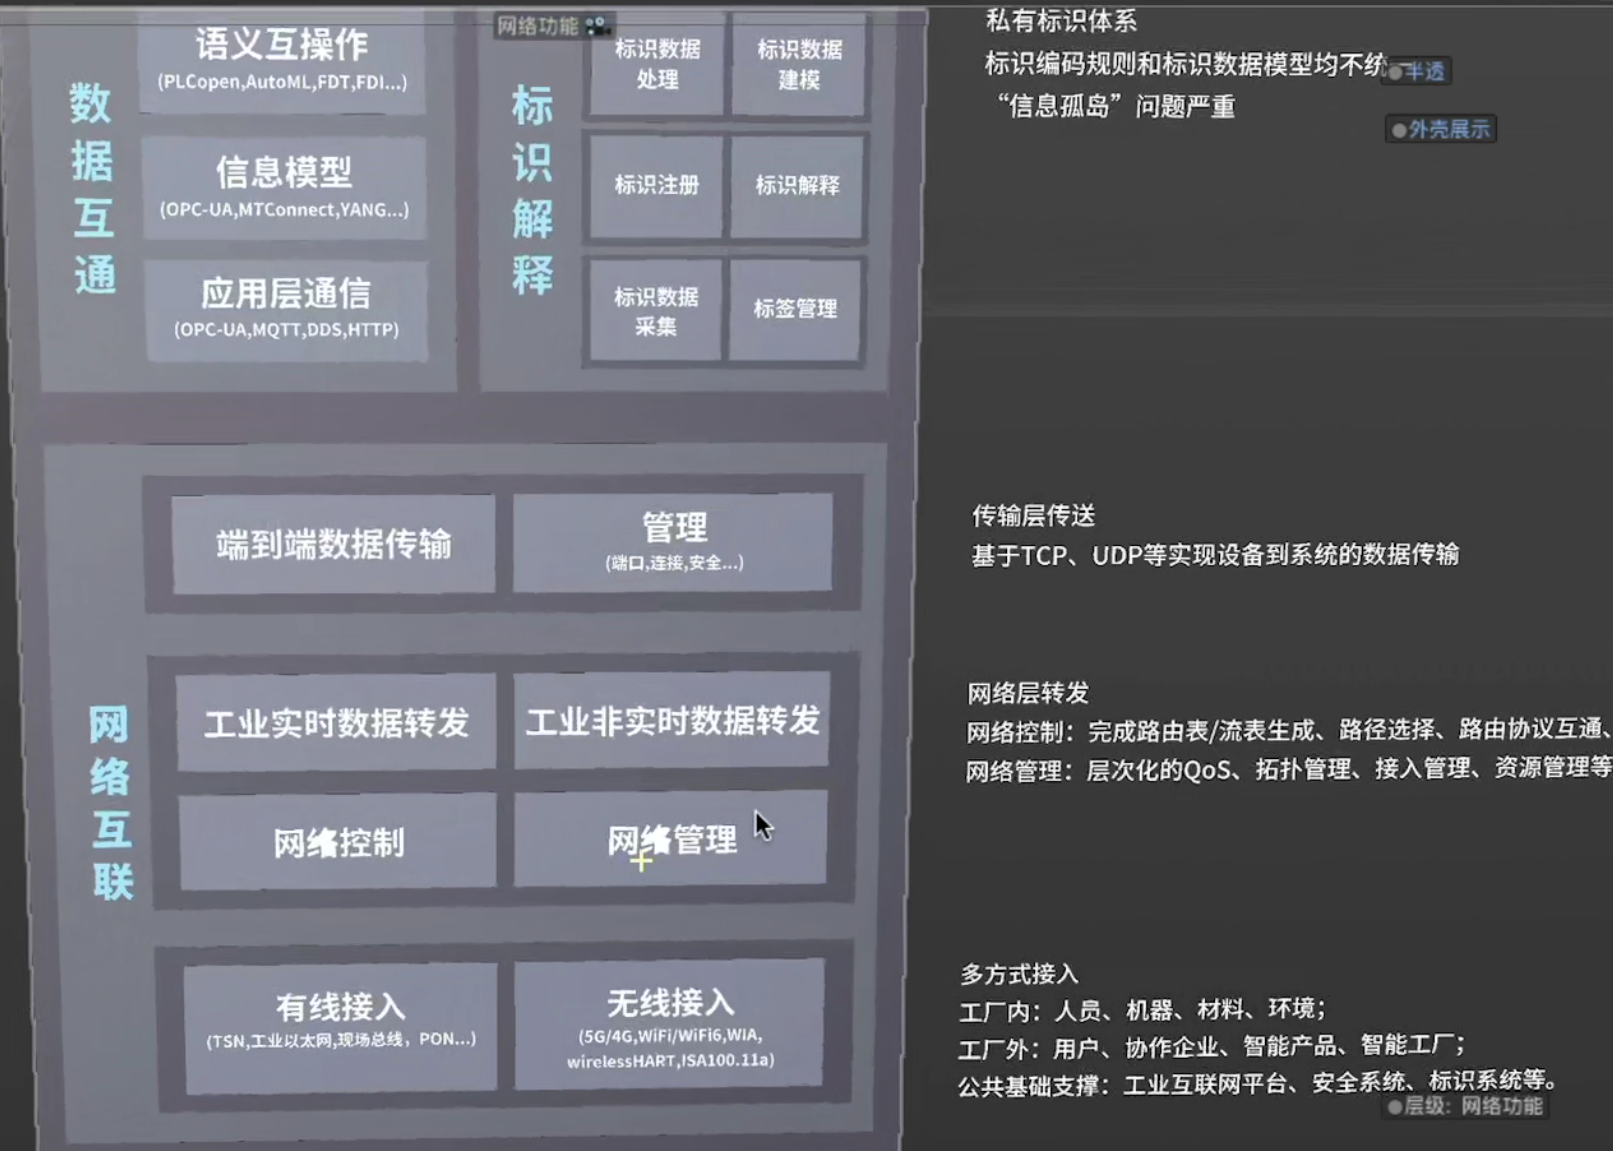 网络功能
语义互操作
(PLCopen,AutoML,FDT,FDI...)
信息模型
(OPC-UA,MTConnect,YANG...)
应用层通信
(OPC-UA,MQTT,DDS,HTTP)
数据互通
标识数据
处理
标识数据
建模
标识注册
标识解释
标识数据
采集
标签管理
标识解释
私有标识体系
标识编码规则和标识数据模型均不统一
“信息孤岛”问题严重
半透
外壳展示
端到端数据传输
管理
(端口,连接,安全...)
传输层传送
基于TCP、UDP等实现设备到系统的数据传输
工业实时数据转发
工业非实时数据转发
网络控制
网络管理
网络互联
网络层转发
网络控制：完成路由表/流表生成、路径选择、路由协议互通、
网络管理：层次化的QoS、拓扑管理、接入管理、资源管理等
有线接入
(TSN,工业以太网,现场总线，PON...)
无线接入
(5G/4G,WiFi/WiFi6,WIA,
wirelessHART,ISA100.11a)
多方式接入
工厂内：人员、机器、材料、环境；
工厂外：用户、协作企业、智能产品、智能工厂；
公共基础支撑：工业互联网平台、安全系统、标识系统等。
层级：网络功能